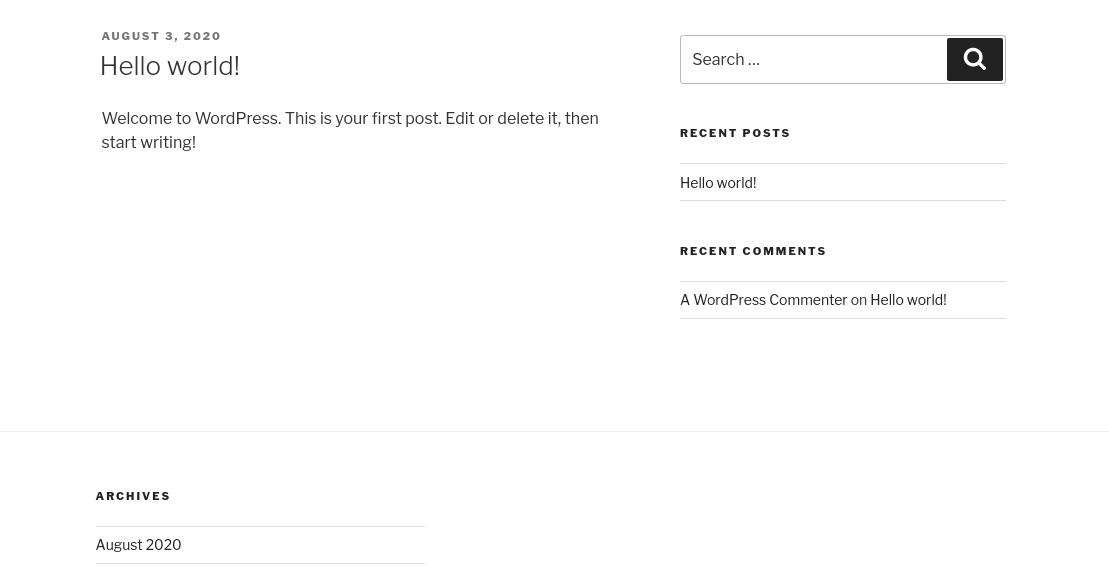 AUGUST 3, 2020
Hello world!
Welcome to WordPress. This is your first post. Edit or delete it, then
start writing!
Search …
RECENT POSTS
Hello world!
RECENT COMMENTS
A WordPress Commenter on Hello world!
ARCHIVES
August 2020